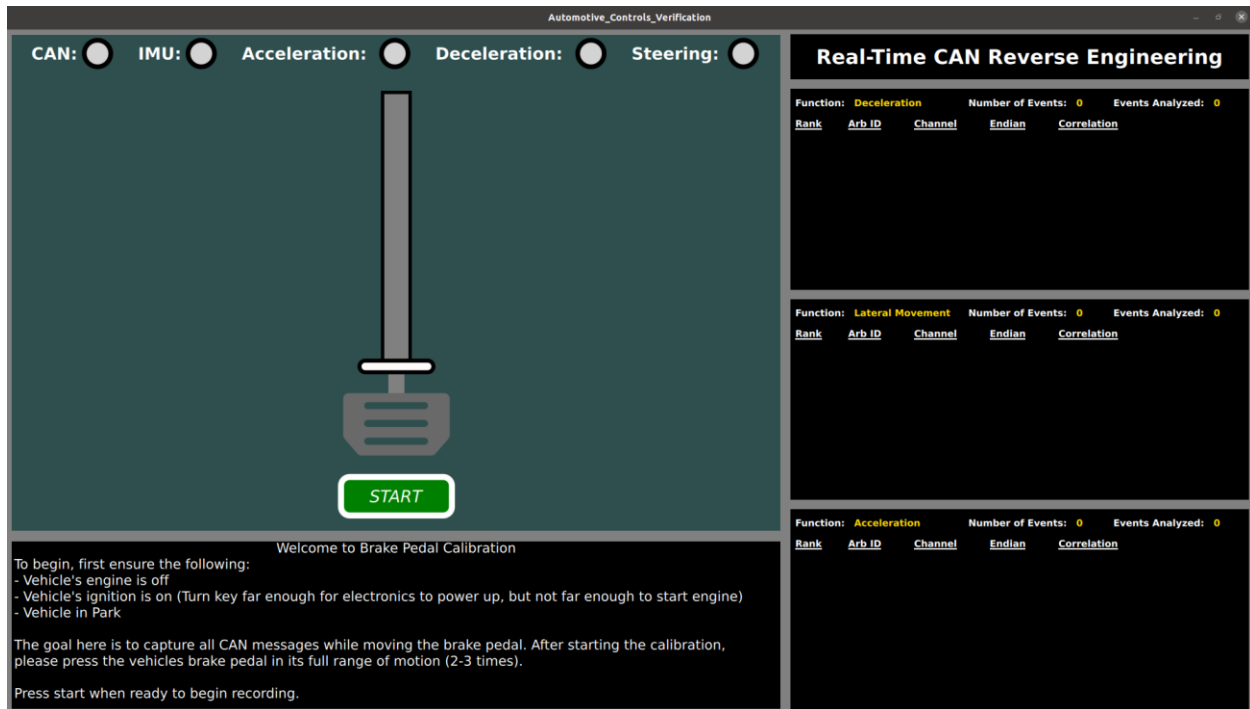 Automotive_Controls_Verification
CAN: IMU: Acceleration: Deceleration: Steering:
START
Welcome to Brake Pedal Calibration
To begin, first ensure the following:
- Vehicle's engine is off
- Vehicle's ignition is on (Turn key far enough for electronics to power up, but not far enough to start engine)
- Vehicle in Park
The goal here is to capture all CAN messages while moving the brake pedal. After starting the calibration,
please press the vehicles brake pedal in its full range of motion (2-3 times).
Press start when ready to begin recording.
Real-Time CAN Reverse Engineering
Function: Deceleration Number of Events: 0 Events Analyzed: 0
Rank Arb ID Channel Endian Correlation
Function: Lateral Movement Number of Events: 0 Events Analyzed: 0
Rank Arb ID Channel Endian Correlation
Function: Acceleration Number of Events: 0 Events Analyzed: 0
Rank Arb ID Channel Endian Correlation